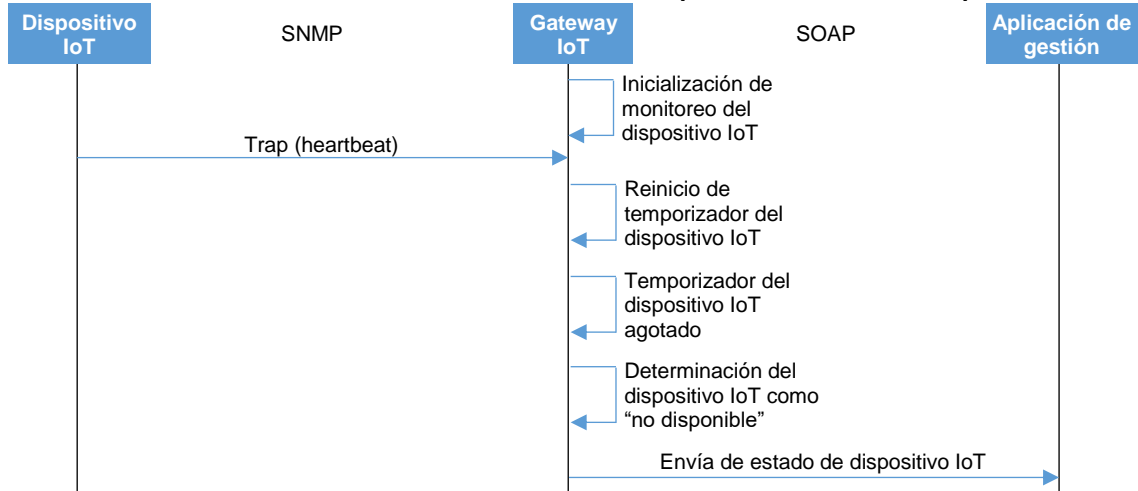 Dispositivo
IoT
SNMP
Gateway
IoT
SOAP
Aplicación de
gestión
Inicialización de
monitoreo del
dispositivo IoT
Trap (heartbeat)
Reinicio de
temporizador del
dispositivo IoT
Temporizador del
dispositivo IoT
agotado
Determinación del
dispositivo IoT como
“no disponible”
Envía de estado de dispositivo IoT